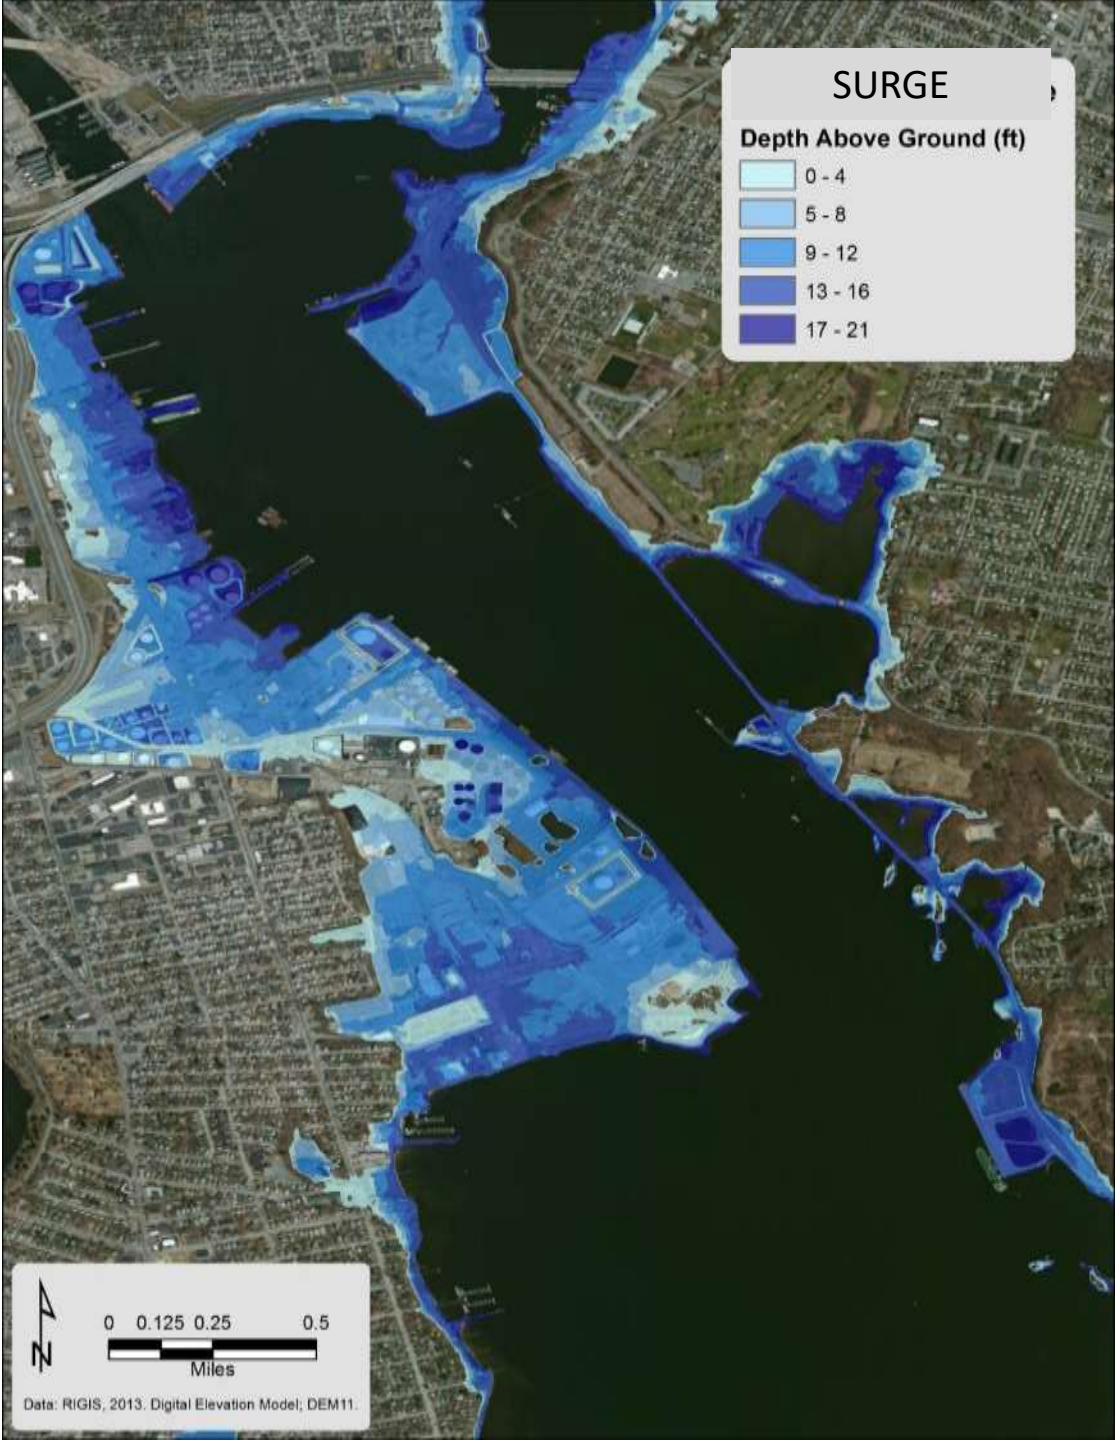 SURGE
e
Depth Above Ground (ft)
0 - 4
5 - 8
9 - 12
13 - 16
17 - 21
N
0 0.125 0.25 0.5
Miles
Data: RIGIS, 2013. Digital Elevation Model; DEM11.